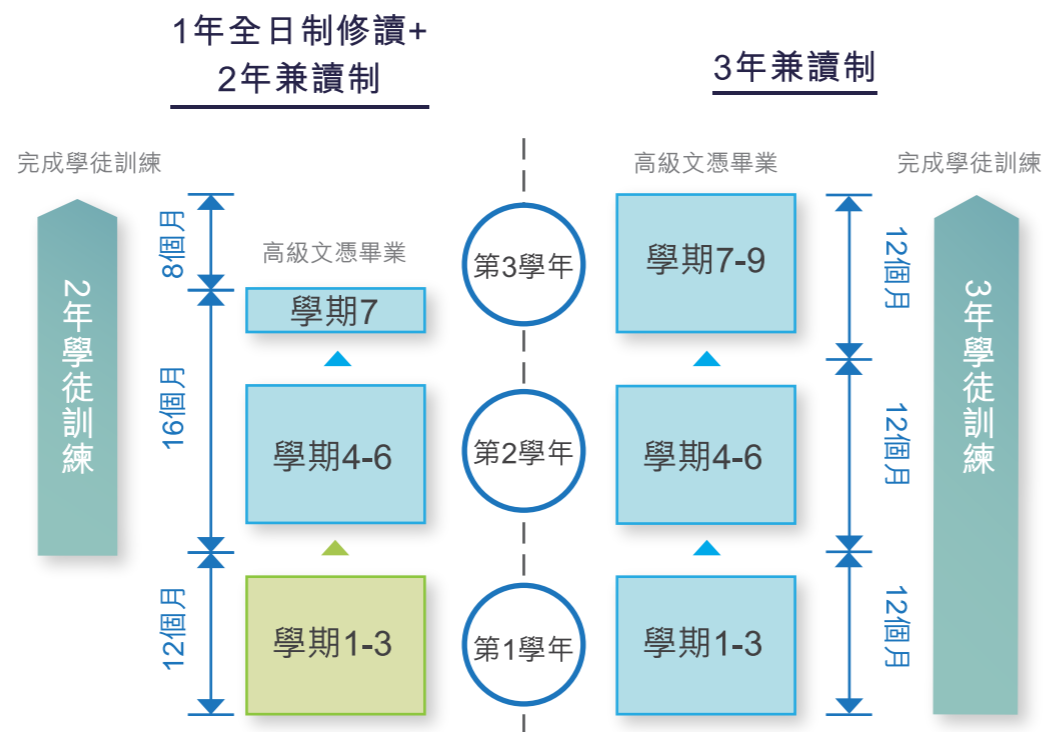 1年全日制修讀+
2年兼讀制
3年兼讀制
完成學徒訓練
高級文憑畢業
完成學徒訓練
8個月
高級文憑畢業
第3學年
學期7-9
12個月
2年學徒訓練
學期7
3年學徒訓練
16個月
學期4-6
第2學年
學期4-6
12個月
12個月
學期1-3
第1學年
學期1-3
12個月